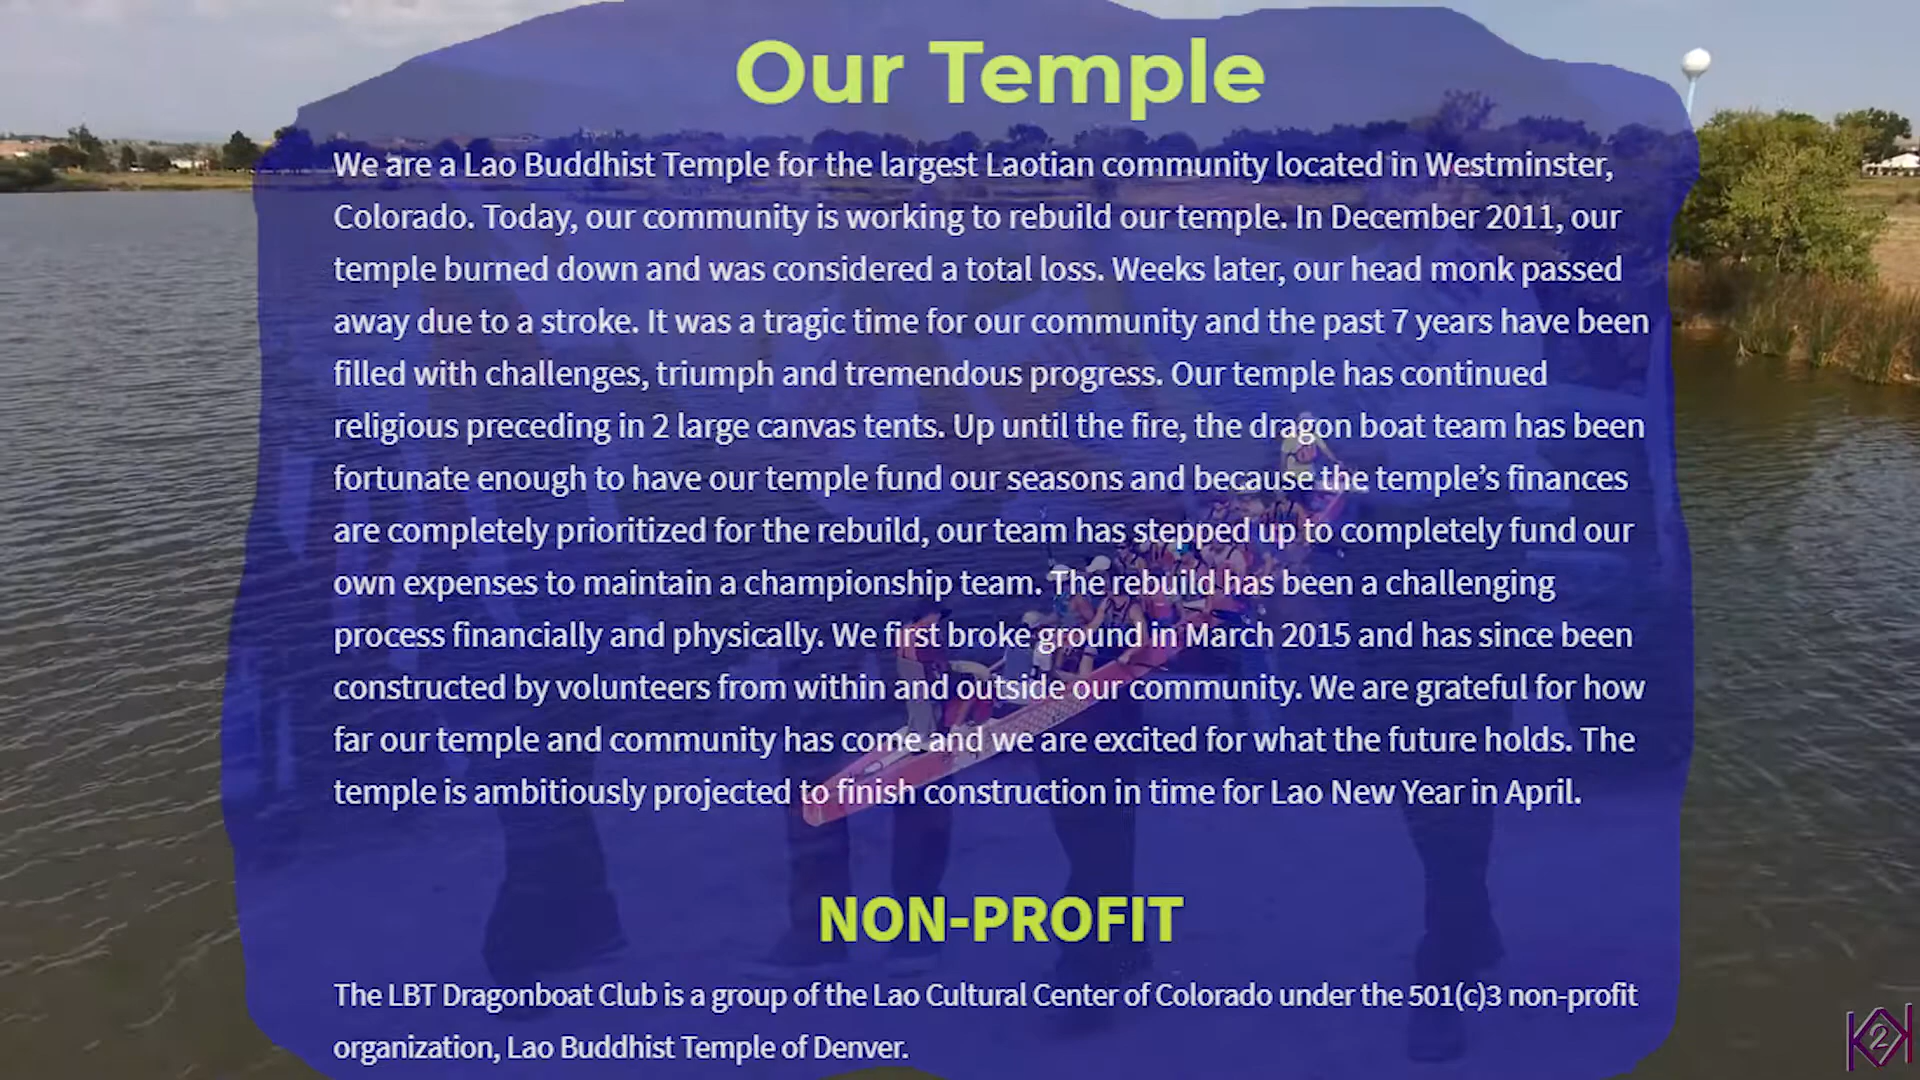 Our Temple
We are a Lao Buddhist Temple for the largest Laotian community located in Westminster,
Colorado. Today, our community is working to rebuild our temple. In December 2011, our
temple burned down and was considered a total loss. Weeks later, our head monk passed
away due to a stroke. It was a tragic time for our community and the past 7 years have been
filled with challenges, triumph and tremendous progress. Our temple has continued
religious preceding in 2 large canvas tents. Up until the fire, the dragon boat team has been
fortunate enough to have our temple fund our seasons and because the temple’s finances
are completely prioritized for the rebuild, our team has stepped up to completely fund our
own expenses to maintain a championship team. The rebuild has been a challenging
process financially and physically. We first broke ground in March 2015 and has since been
constructed by volunteers from within and outside our community. We are grateful for how
far our temple and community has come and we are excited for what the future holds. The
temple is ambitiously projected to finish construction in time for Lao New Year in April.
NON-PROFIT
The LBT Dragonboat Club is a group of the Lao Cultural Center of Colorado under the 501(c)3 non-profit
organization, Lao Buddhist Temple of Denver.